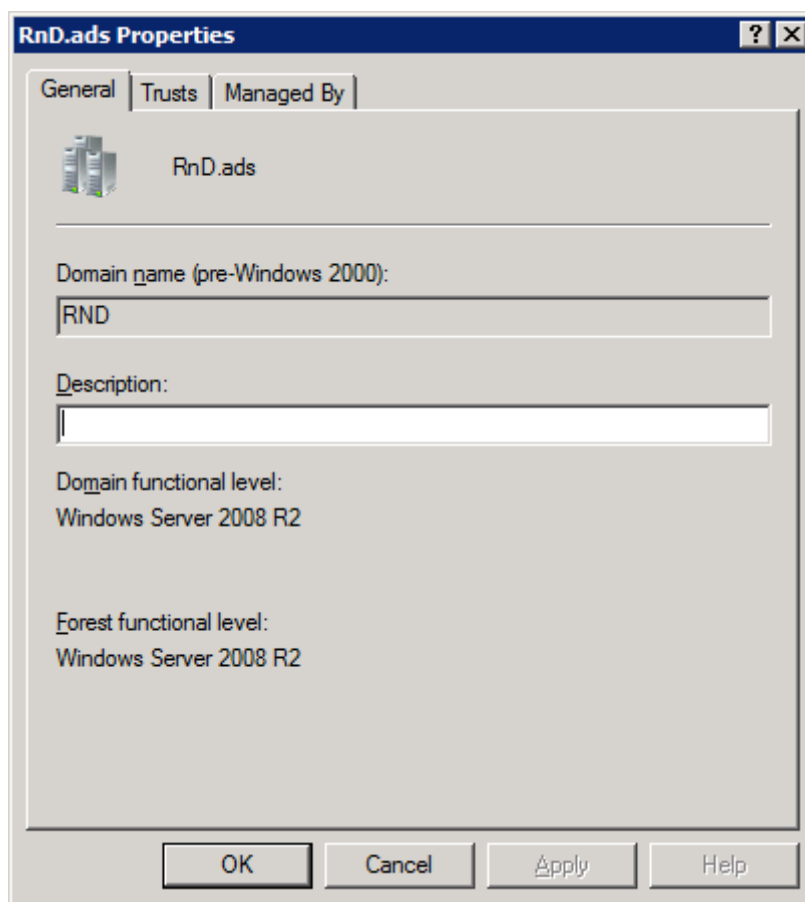 RnD.ads Properties
General Trusts Managed By
RnD.ads
Domain name (pre-Windows 2000):
RND
Description:
Domain functional level:
Windows Server 2008 R2
Forest functional level:
Windows Server 2008 R2
OK Cancel Apply Help